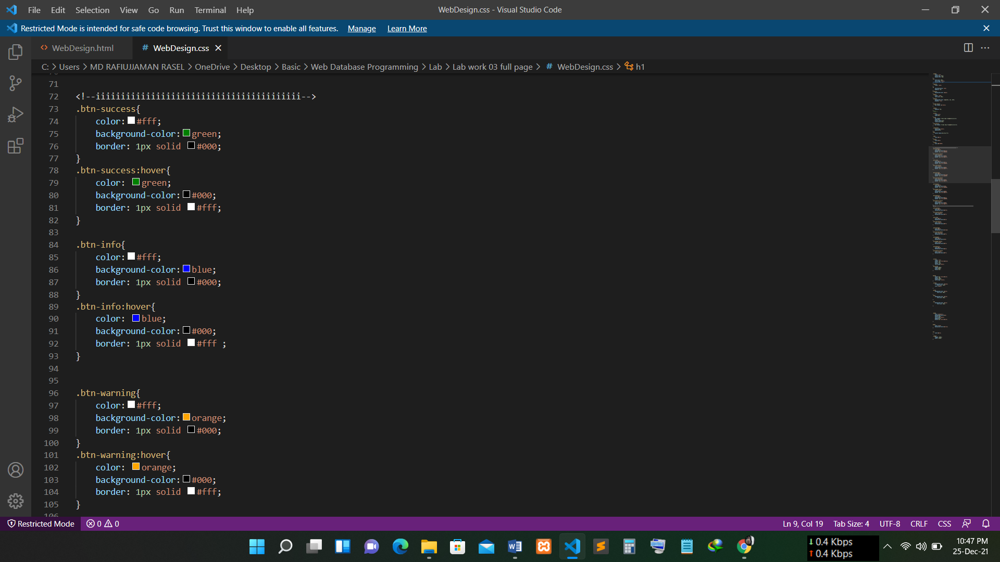 File Edit Selection View Go Run Terminal Help WebDesign.css - Visual Studio Code
Restricted Mode is intended for safe code browsing. Trust this window to enable all features. Manage Learn More
WebDesign.html # WebDesign.css
C: > Users > MD RAFIUJJAMAN RASEL > OneDrive > Desktop > Basic > Web Database Programming > Lab > Lab work 03 full page > # WebDesign.css > h1
71
72 <!--iiiiiiiiiiiiiiiiiiiiiiiiiiiiiiiiiiiiiiiii-->
73 .btn-success{
74 color: #fff;
75 background-color: green;
76 border: 1px solid #000;
77 }
78 .btn-success:hover{
79 color: green;
80 background-color: #000;
81 border: 1px solid #fff;
82 }
83
84 .btn-info{
85 color: #fff;
86 background-color: blue;
87 border: 1px solid #000;
88 }
89 .btn-info:hover{
90 color: blue;
91 background-color: #000;
92 border: 1px solid #fff ;
93 }
94
95
96 .btn-warning{
97 color: #fff;
98 background-color: orange;
99 border: 1px solid #000;
100 }
101 .btn-warning:hover{
102 color: orange;
103 background-color: #000;
104 border: 1px solid #fff;
105 }
Restricted Mode 0 0 Ln 9, Col 19 Tab Size: 4 UTF-8 CRLF CSS
0.4 Kbps 10:47 PM
0.4 Kbps 25-Dec-21